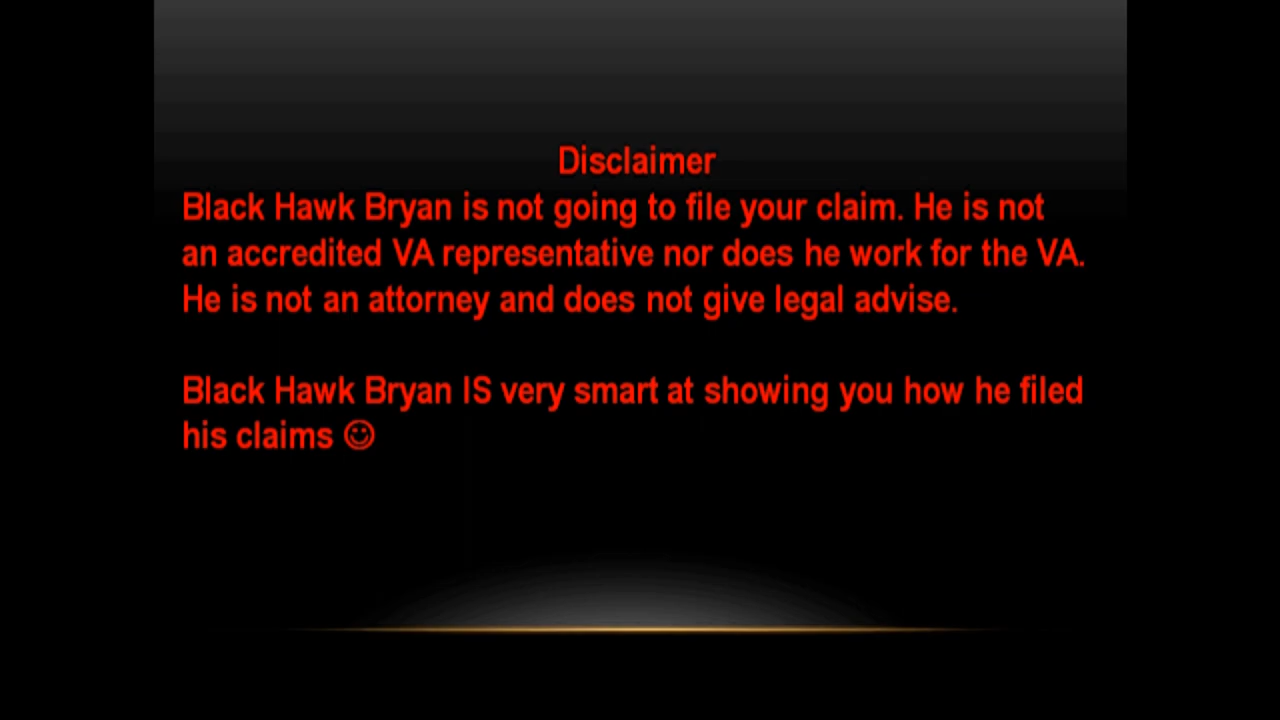 Disclaimer
Black Hawk Bryan is not going to file your claim. He is not
an accredited VA representative nor does he work for the VA.
He is not an attorney and does not give legal advise.
Black Hawk Bryan IS very smart at showing you how he filed
his claims ☺